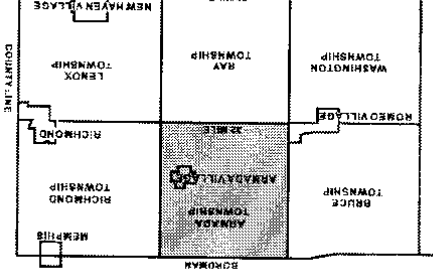 BORDMAN
MEMPHIS
BRUCE
TOWNSHIP
ARMADA
TOWNSHIP
RICHMOND
TOWNSHIP
ARMADA VILLAGE
ROMEO VILLAGE
32 MILE
RICHMOND
WASHINGTON
TOWNSHIP
RAY
TOWNSHIP
LENOX
TOWNSHIP
COUNTY LINE
NEW HAVEN VILLAGE